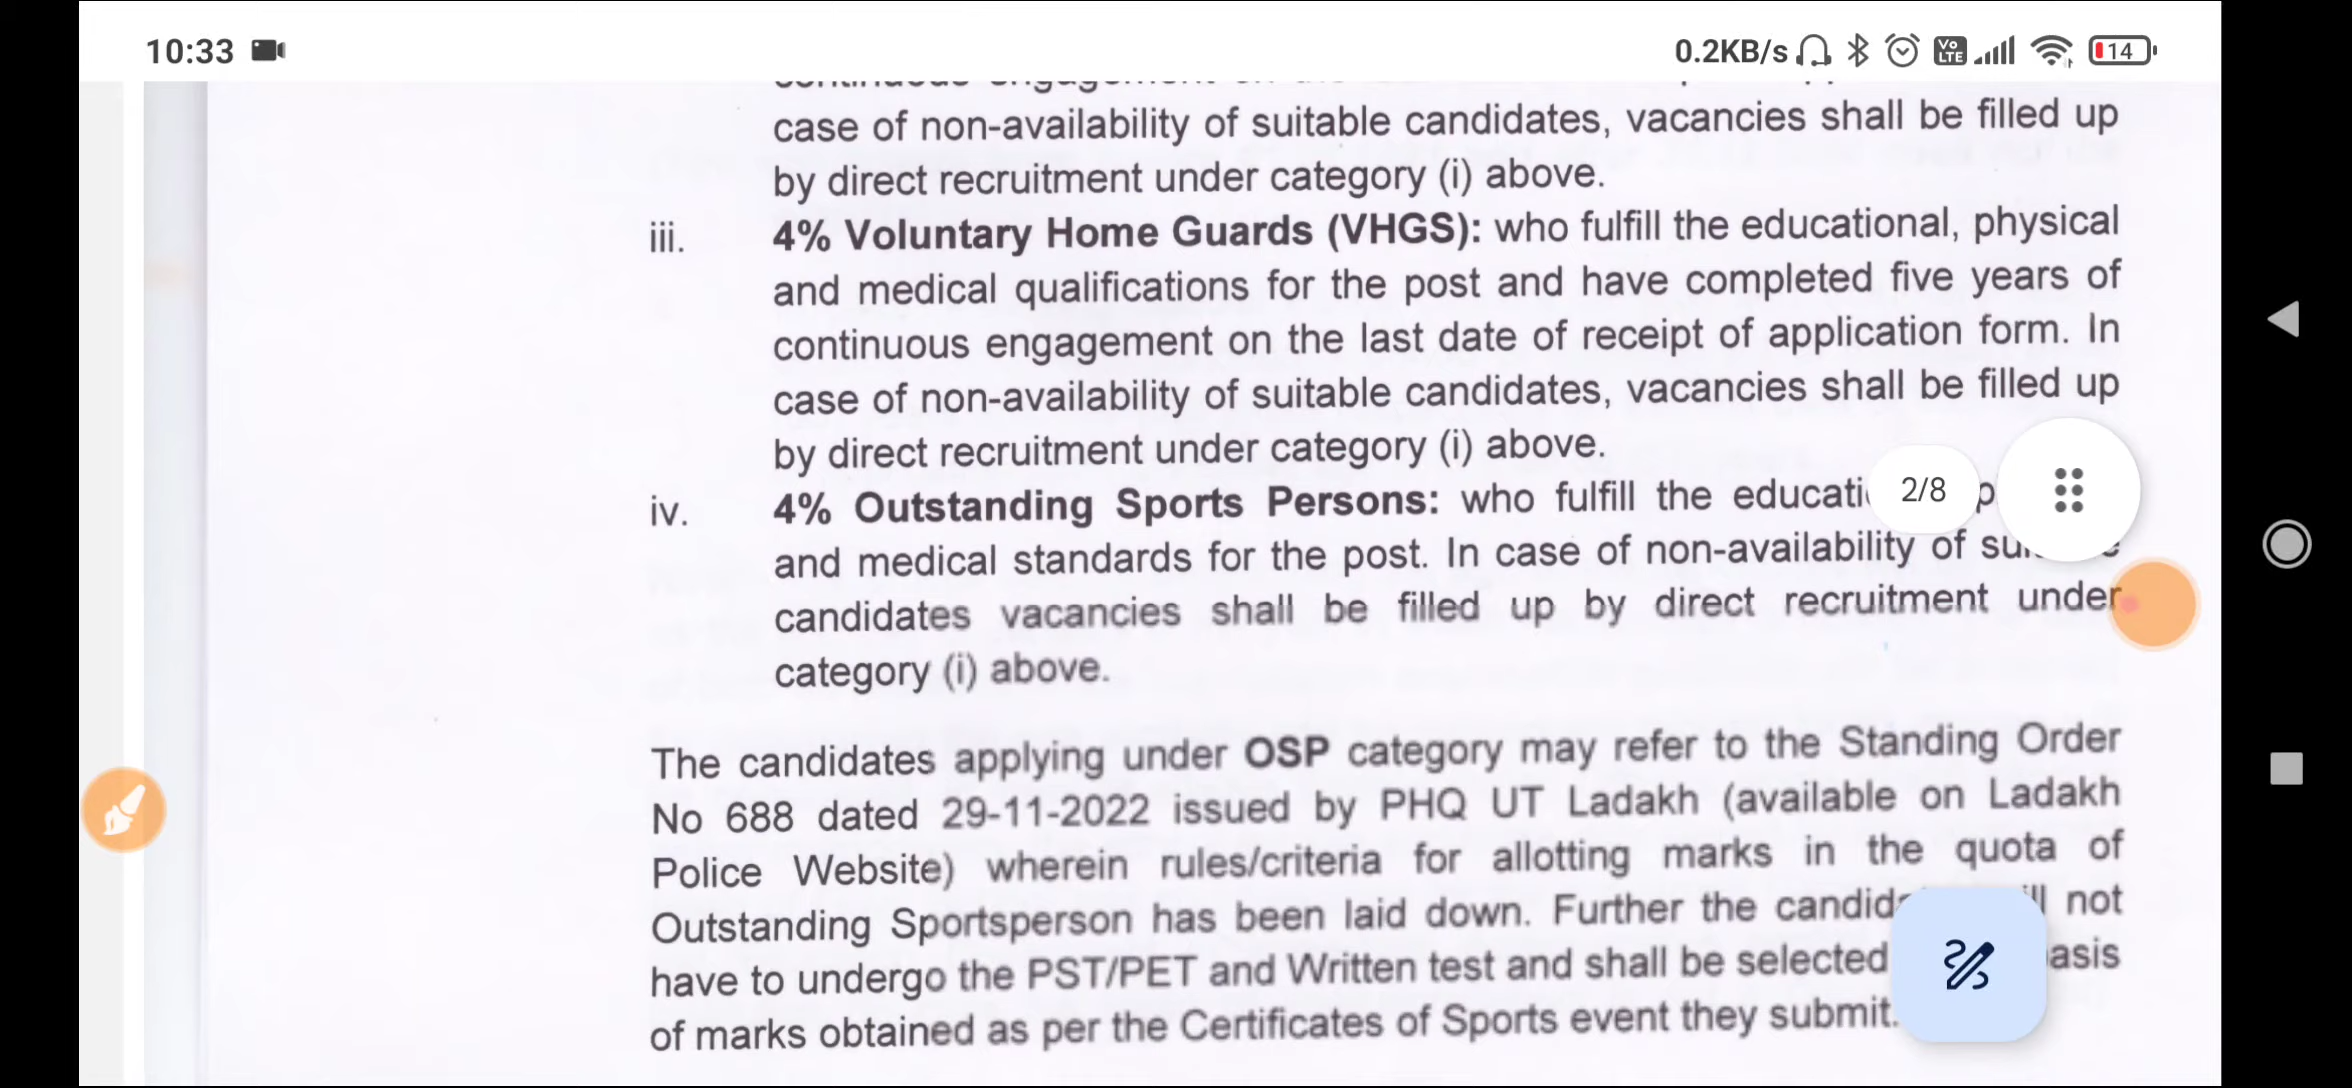 10:33 0.2KB/s Vo LTE 14
case of non-availability of suitable candidates, vacancies shall be filled up
by direct recruitment under category (i) above.
iii. 4% Voluntary Home Guards (VHGS): who fulfill the educational, physical
and medical qualifications for the post and have completed five years of
continuous engagement on the last date of receipt of application form. In
case of non-availability of suitable candidates, vacancies shall be filled up
by direct recruitment under category (i) above.
iv. 4% Outstanding Sports Persons: who fulfill the
2/8
and medical standards for the post. In case of non-availability of
candidates vacancies shall be filled up by direct recruitment under
category (i) above.
The candidates applying under OSP category may refer to the Standing Order
No 688 dated 29-11-2022 issued by PHQ UT Ladakh (available on Ladakh
Police Website) wherein rules/criteria for allotting marks in the quota of
Outstanding Sportsperson has been laid down. Further the not
have to undergo the PST/PET and Written test and shall be selected
of marks obtained as per the Certificates of Sports event they submit.